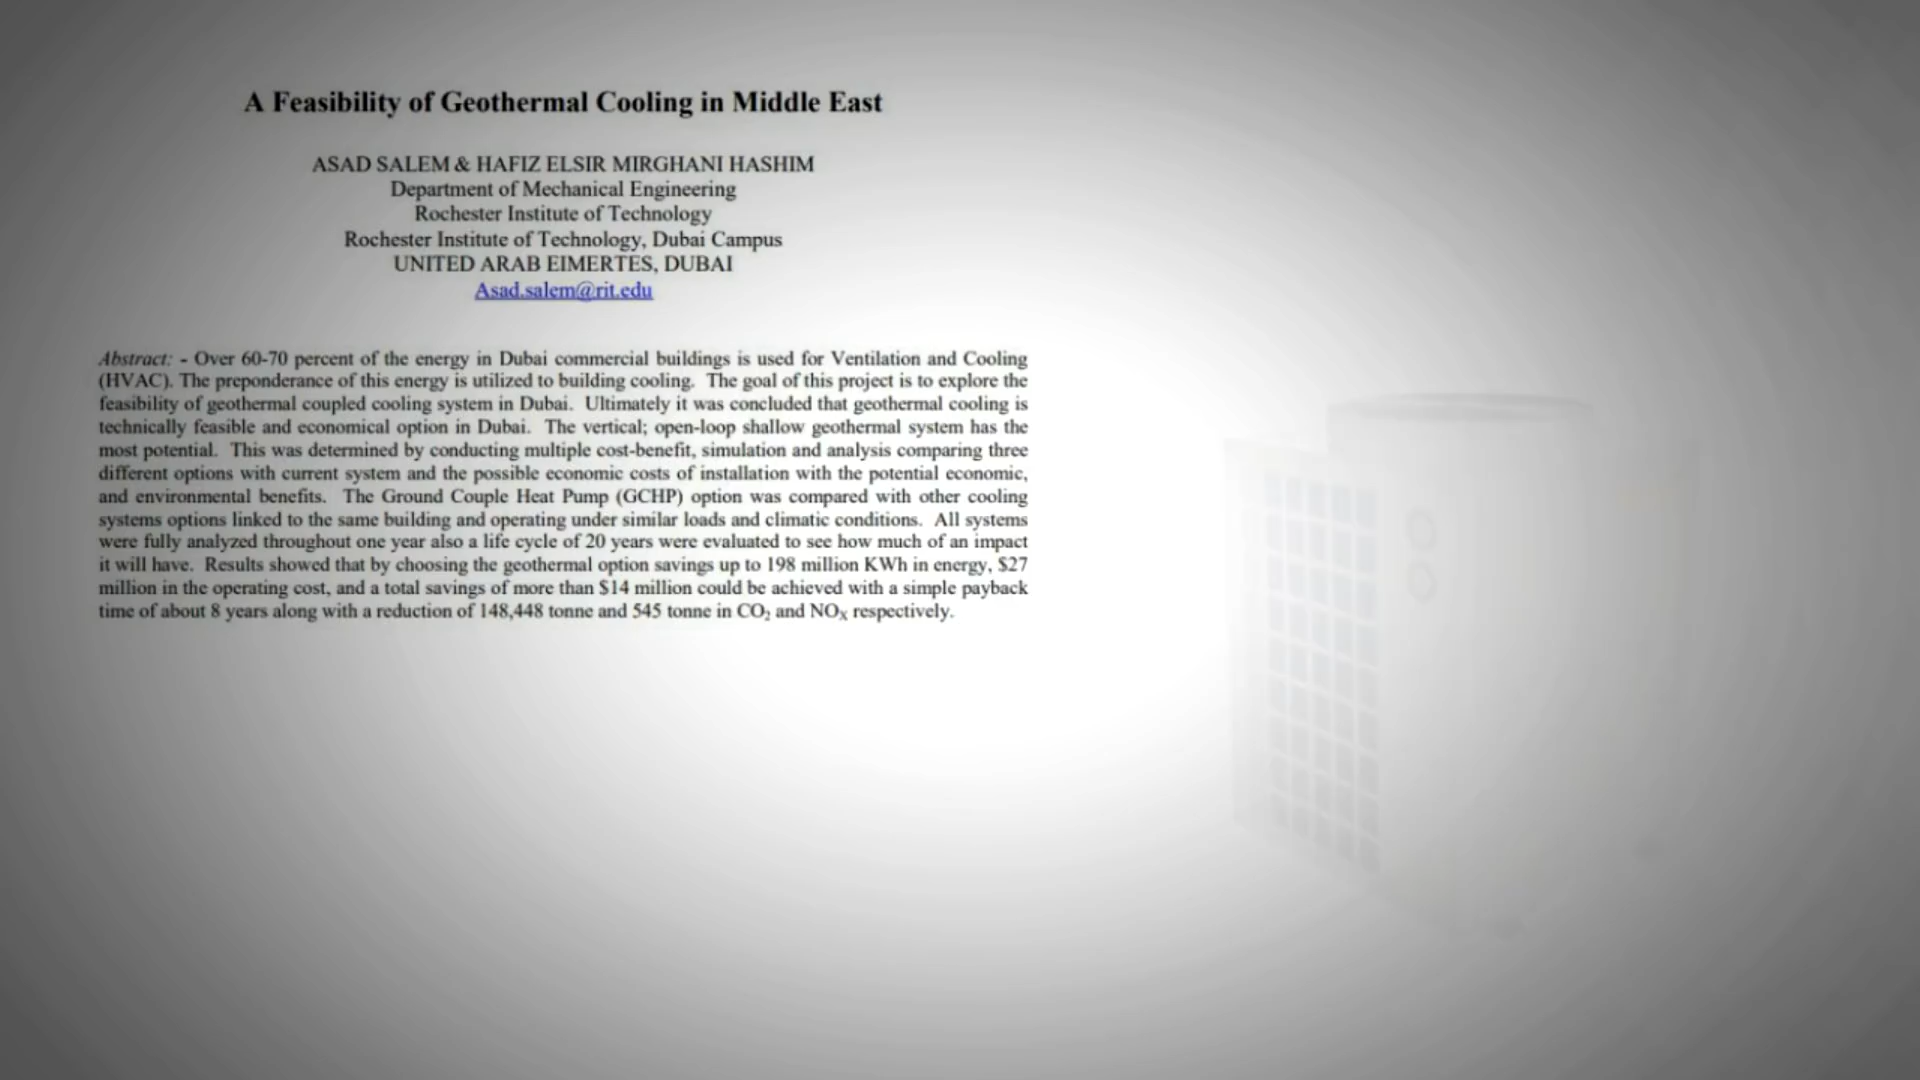 A Feasibility of Geothermal Cooling in Middle East
ASAD SALEM & HAFIZ ELSIR MIRGHANI HASHIM
Department of Mechanical Engineering
Rochester Institute of Technology
Rochester Institute of Technology, Dubai Campus
UNITED ARAB EIMERTES, DUBAI
Asad.salem@rit.edu
Abstract: - Over 60-70 percent of the energy in Dubai commercial buildings is used for Ventilation and Cooling
(HVAC). The preponderance of this energy is utilized to building cooling. The goal of this project is to explore the
feasibility of geothermal coupled cooling system in Dubai. Ultimately it was concluded that geothermal cooling is
technically feasible and economical option in Dubai. The vertical; open-loop shallow geothermal system has the
most potential. This was determined by conducting multiple cost-benefit, simulation and analysis comparing three
different options with current system and the possible economic costs of installation with the potential economic,
and environmental benefits. The Ground Couple Heat Pump (GCHP) option was compared with other cooling
systems options linked to the same building and operating under similar loads and climatic conditions. All systems
were fully analyzed throughout one year also a life cycle of 20 years were evaluated to see how much of an impact
it will have. Results showed that by choosing the geothermal option savings up to 198 million KWh in energy, $27
million in the operating cost, and a total savings of more than $14 million could be achieved with a simple payback
time of about 8 years along with a reduction of 148,448 tonne and 545 tonne in CO₂ and NOₓ respectively.